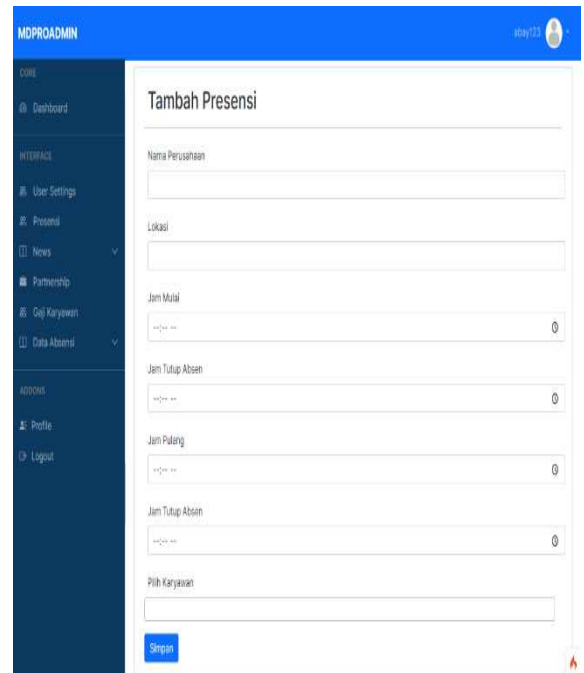 MDPROADMIN
abay123
CORE
Dashboard
INTERFACE
User Settings
Presensi
News
Partnership
Gaji Karyawan
Data Absensi
ADDONS
Profile
Logout
Tambah Presensi
Nama Perusahaan
Lokasi
Jam Mulai
--:-- --
Jam Tutup Absen
--:-- --
Jam Pulang
--:-- --
Jam Tutup Absen
--:-- --
Pilih Karyawan
Simpan